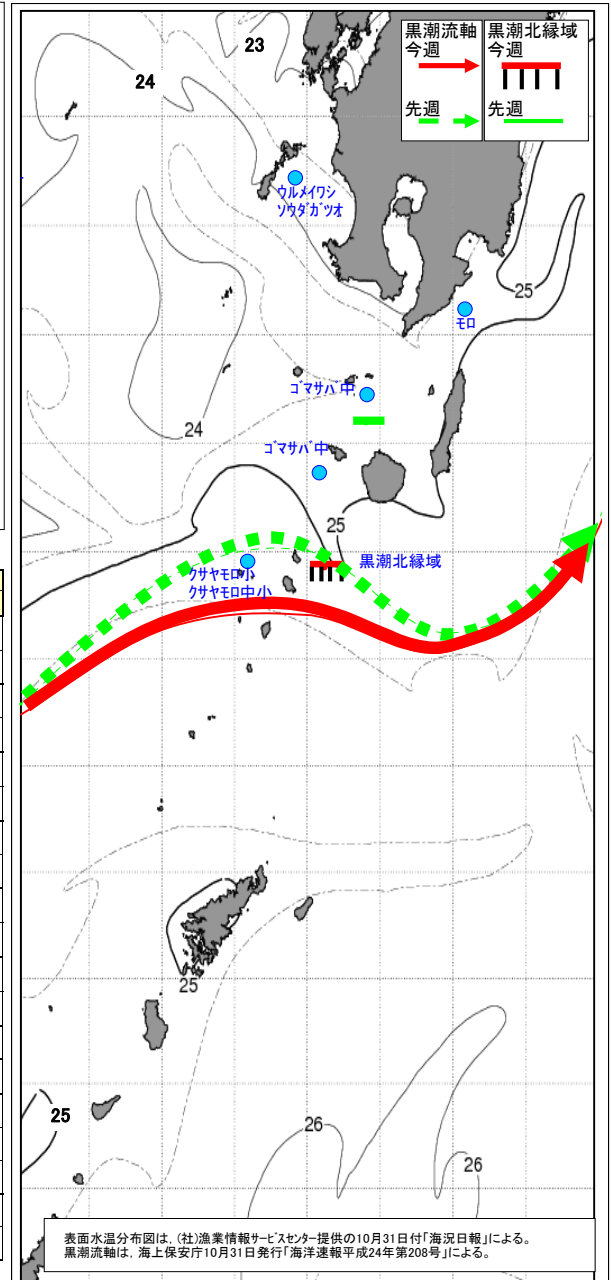 黒潮流軸
今週
先週
黒潮北縁域
今週
先週
23
24
ウルメイワシ
ソウダガツオ
25
モロ
ゴマサバ中
24
ゴマサバ中
25
黒潮北縁域
クサヤモロ小
クサヤモロ中小
25
25
26
26
表面水温分布図は,(社)漁業情報サービスセンター提供の10月31日付「海況日報」による。
黒潮流軸は,海上保安庁10月31日発行「海洋速報平成24年第208号」による。